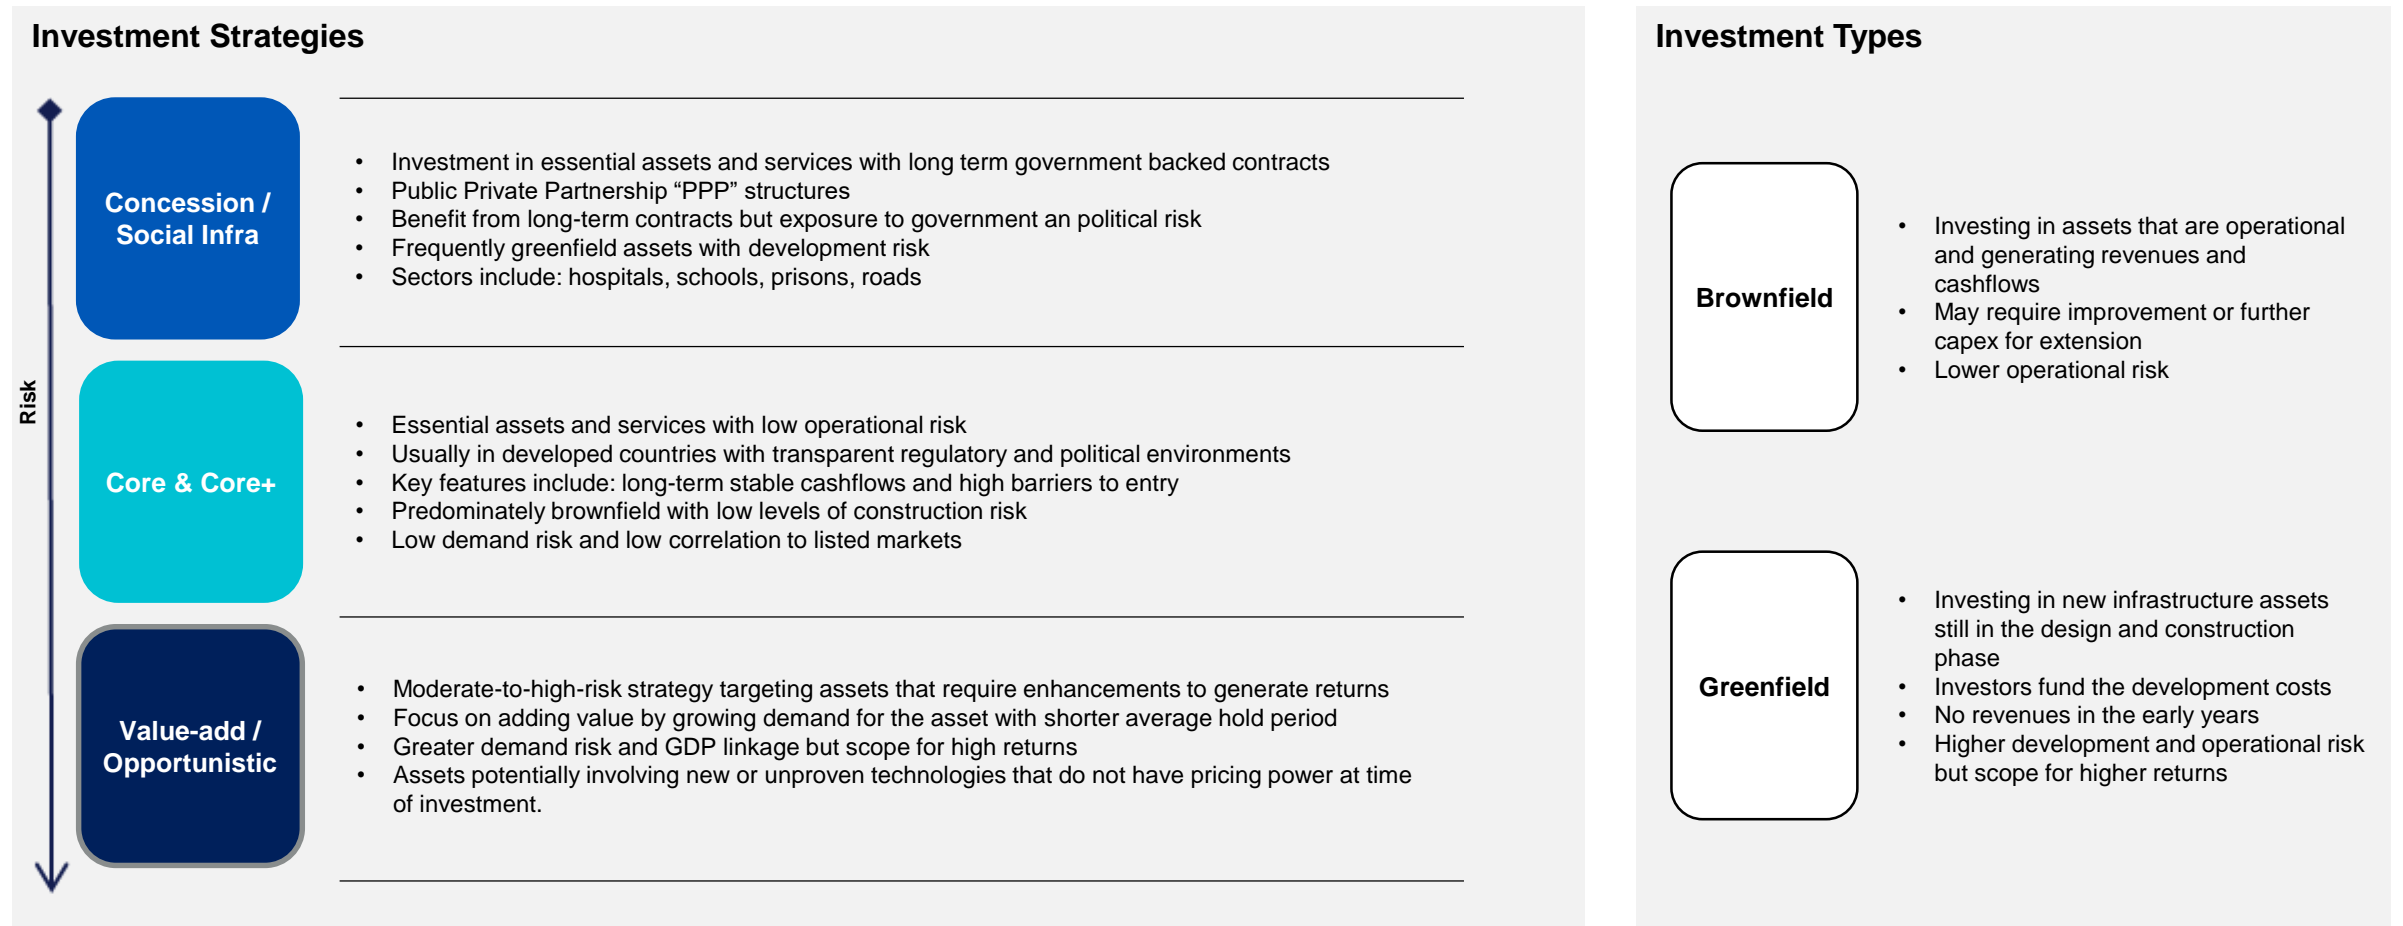 Investment Strategies
Risk
Concession /
Social Infra
• Investment in essential assets and services with long term government backed contracts
• Public Private Partnership “PPP” structures
• Benefit from long-term contracts but exposure to government an political risk
• Frequently greenfield assets with development risk
• Sectors include: hospitals, schools, prisons, roads
Core & Core+
• Essential assets and services with low operational risk
• Usually in developed countries with transparent regulatory and political environments
• Key features include: long-term stable cashflows and high barriers to entry
• Predominately brownfield with low levels of construction risk
• Low demand risk and low correlation to listed markets
Value-add /
Opportunistic
• Moderate-to-high-risk strategy targeting assets that require enhancements to generate returns
• Focus on adding value by growing demand for the asset with shorter average hold period
• Greater demand risk and GDP linkage but scope for high returns
• Assets potentially involving new or unproven technologies that do not have pricing power at time
of investment.
Investment Types
Brownfield
• Investing in assets that are operational
and generating revenues and
cashflows
• May require improvement or further
capex for extension
• Lower operational risk
Greenfield
• Investing in new infrastructure assets
still in the design and construction
phase
• Investors fund the development costs
• No revenues in the early years
• Higher development and operational risk
but scope for higher returns